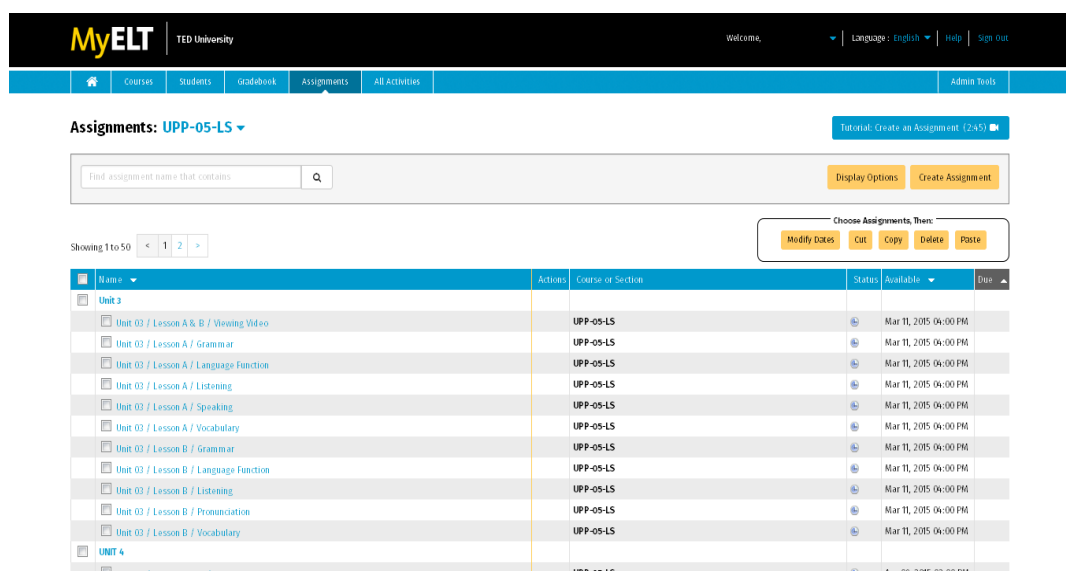 MyELT TED University Welcome, Language : English Help Sign Out
Courses Students Gradebook Assignments All Activities Admin Tools
Assignments: UPP-05-LS Tutorial: Create an Assignment (2:45)
Find assignment name that contains Display Options Create Assignment
Choose Assignments, Then:
Showing 1 to 50 < 1 2 > Modify Dates Cut Copy Delete Paste
Name Actions Course or Section Status Available Due
Unit 3
Unit 03 / Lesson A & B / Viewing Video UPP-05-LS Mar 11, 2015 04:00 PM
Unit 03 / Lesson A / Grammar UPP-05-LS Mar 11, 2015 04:00 PM
Unit 03 / Lesson A / Language Function UPP-05-LS Mar 11, 2015 04:00 PM
Unit 03 / Lesson A / Listening UPP-05-LS Mar 11, 2015 04:00 PM
Unit 03 / Lesson A / Speaking UPP-05-LS Mar 11, 2015 04:00 PM
Unit 03 / Lesson A / Vocabulary UPP-05-LS Mar 11, 2015 04:00 PM
Unit 03 / Lesson B / Grammar UPP-05-LS Mar 11, 2015 04:00 PM
Unit 03 / Lesson B / Language Function UPP-05-LS Mar 11, 2015 04:00 PM
Unit 03 / Lesson B / Listening UPP-05-LS Mar 11, 2015 04:00 PM
Unit 03 / Lesson B / Pronunciation UPP-05-LS Mar 11, 2015 04:00 PM
Unit 03 / Lesson B / Vocabulary UPP-05-LS Mar 11, 2015 04:00 PM
UNIT 4